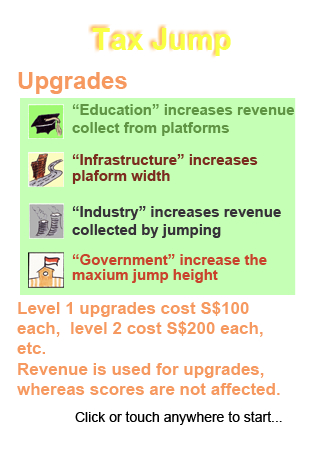 Tax Jump
Upgrades
“Education” increases revenue
collect from platforms
“Infrastructure” increases
plaform width
“Industry” increases revenue
collected by jumping
“Government” increase the
maxium jump height
Level 1 upgrades cost S$100
each,  level 2 cost S$200 each,
etc.
Revenue is used for upgrades,
whereas scores are not affected.
Click or touch anywhere to start...